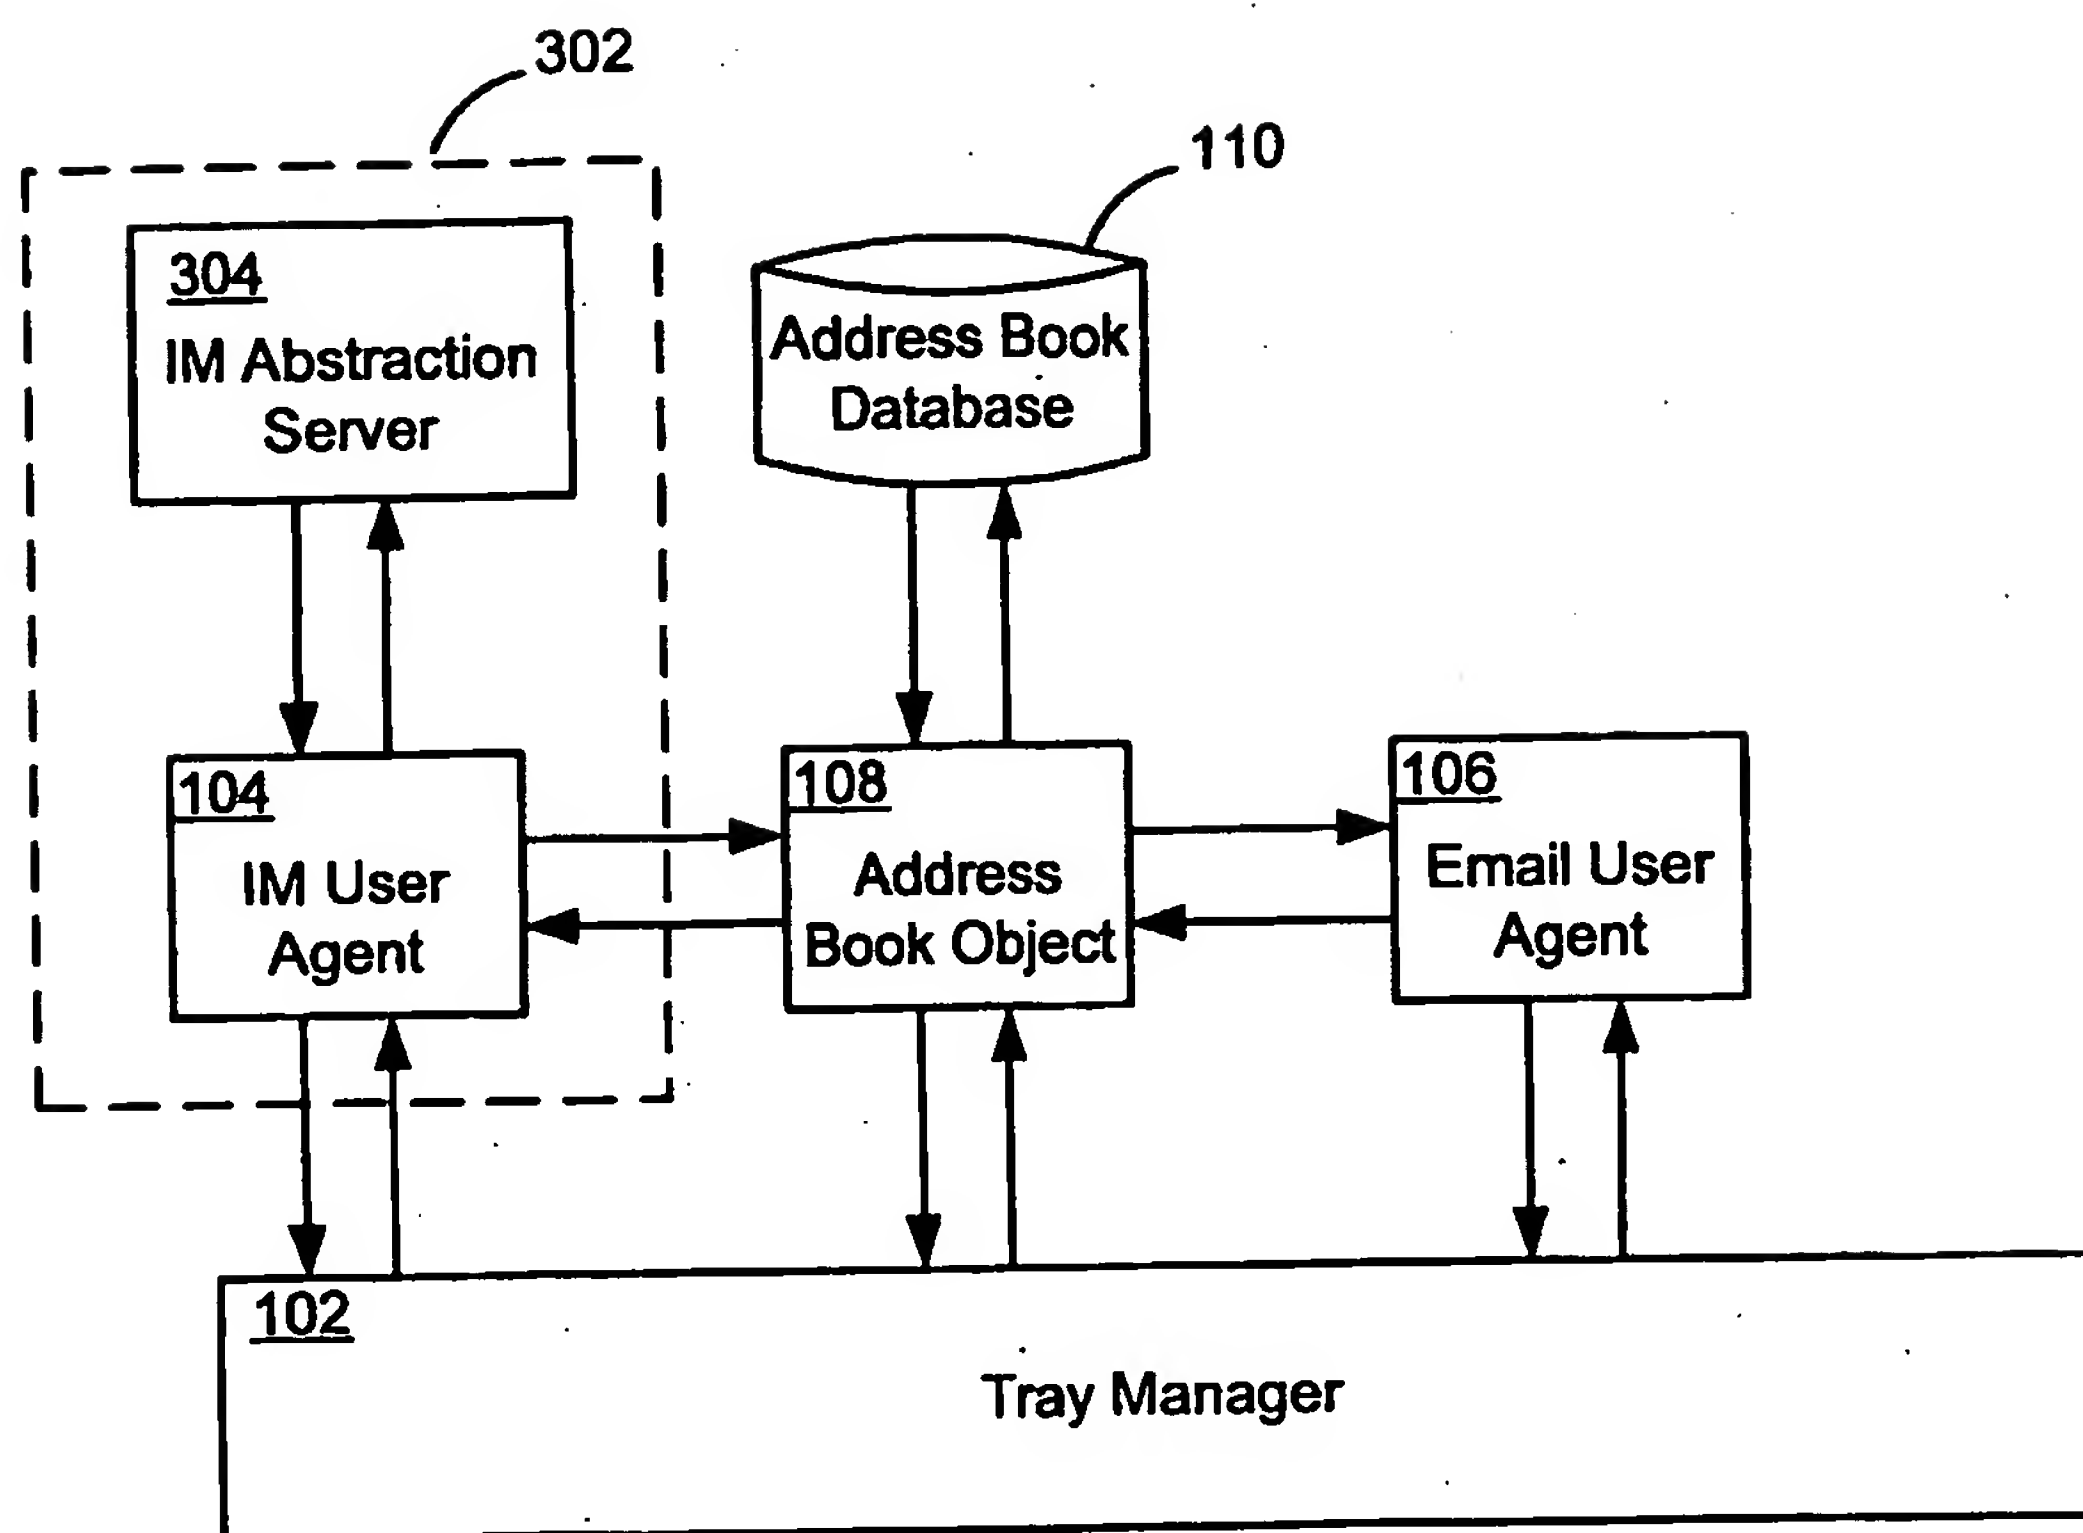 302
110
304
IM Abstraction
Server
Address Book
Database
104
IM User
Agent
108
Address
Book Object
106
Email User
Agent
102
Tray Manager